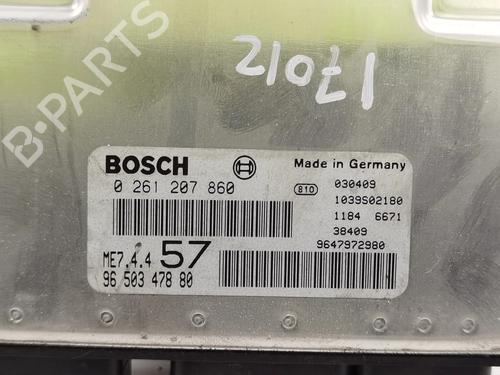 B-PARTS
17012
BOSCH
Made in Germany
0 261 207 860
810
030409
1039S02180
1184 6671
38409
9647972980
ME7.4.4 57
96 503 478 80